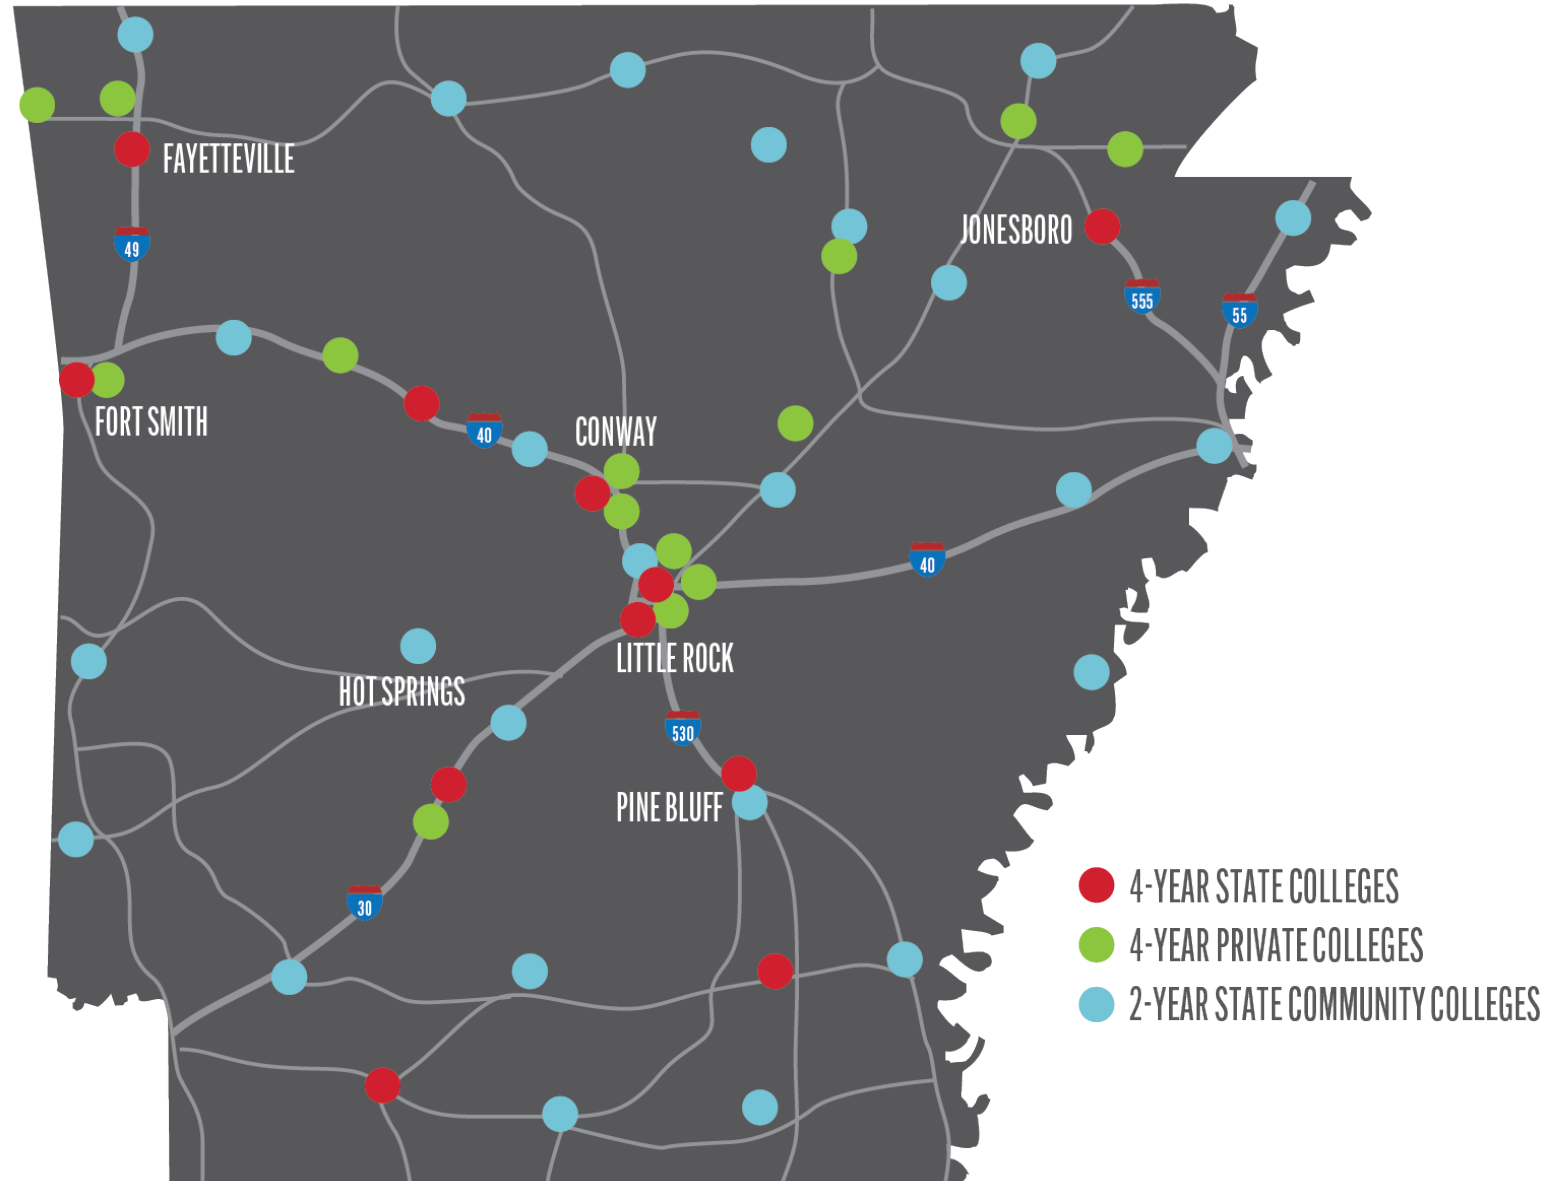 FAYETTEVILLE
JONESBORO
49
555
55
FORT SMITH
40
CONWAY
40
LITTLE ROCK
HOT SPRINGS
530
PINE BLUFF
30
4-YEAR STATE COLLEGES
4-YEAR PRIVATE COLLEGES
2-YEAR STATE COMMUNITY COLLEGES